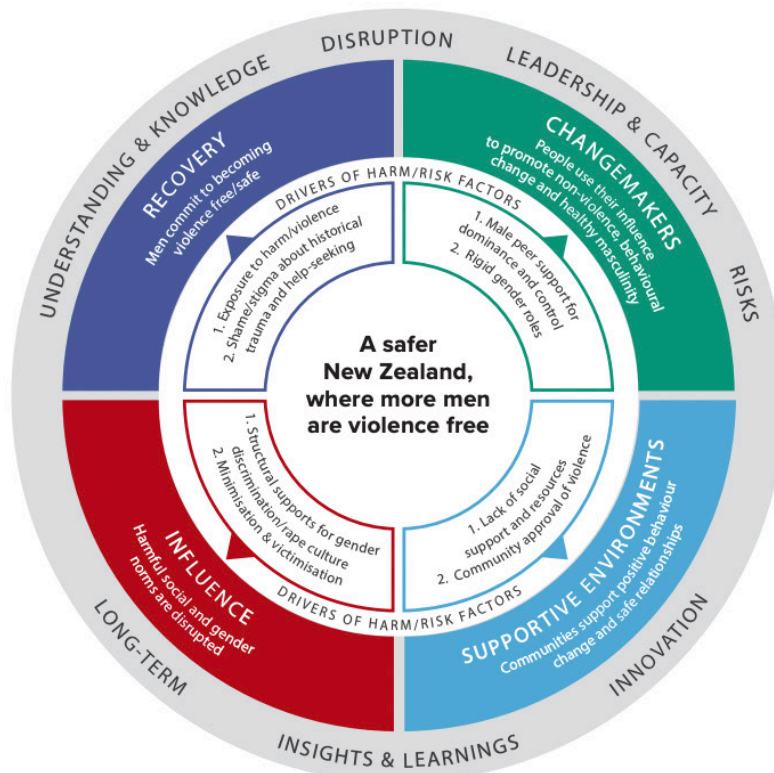 DISRUPTION
LEADERSHIP & CAPACITY
RISKS
INNOVATION
INSIGHTS & LEARNINGS
LONG-TERM
UNDERSTANDING & KNOWLEDGE
RECOVERY
Men commit to becoming
violence free/safe
CHANGEMAKERS
People use their influence
to promote non-violence, behavioural
change and healthy masculinity
DRIVERS OF HARM/RISK FACTORS
1. Exposure to harm/violence
2. Shame/stigma about historical
trauma and help-seeking
1. Male peer support for
dominance and control
2. Rigid gender roles
A safer
New Zealand,
where more men
are violence free
1. Structural supports for gender
discrimination/rape culture
2. Minimisation & victimisation
1. Lack of social
support and resources
2. Community approval of violence
DRIVERS OF HARM/RISK FACTORS
INFLUENCE
Harmful social and gender
norms are disrupted
SUPPORTIVE ENVIRONMENTS
Communities support positive behaviour
change and safe relationships